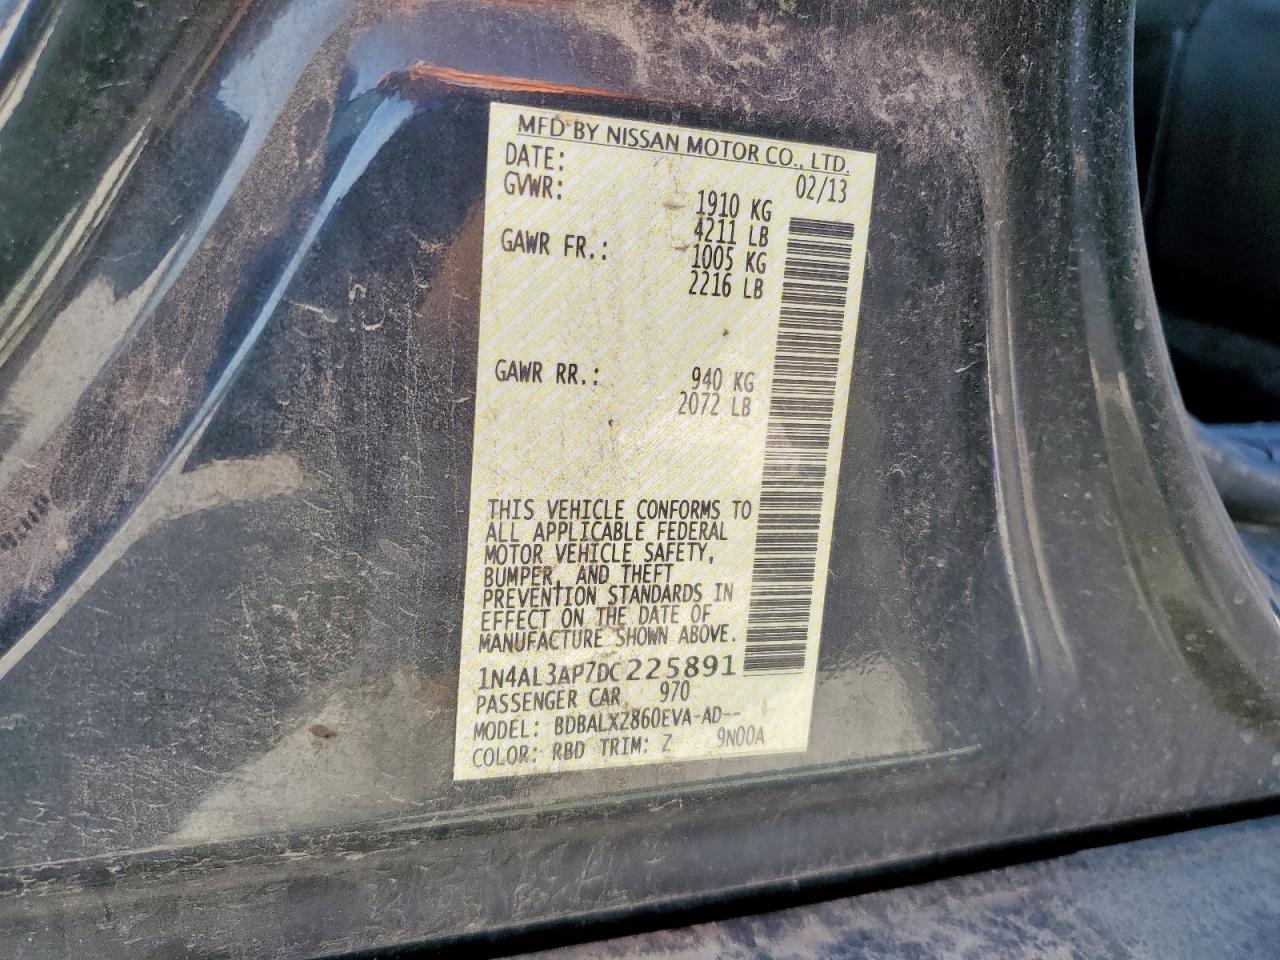 MFD BY NISSAN MOTOR CO., LTD.
DATE: 02/13
GVWR: 1910 KG
4211 LB
GAWR FR.: 1005 KG
2216 LB
GAWR RR.: 940 KG
2072 LB
THIS VEHICLE CONFORMS TO
ALL APPLICABLE FEDERAL
MOTOR VEHICLE SAFETY,
BUMPER, AND THEFT
PREVENTION STANDARDS IN
EFFECT ON THE DATE OF
MANUFACTURE SHOWN ABOVE.
1N4AL3AP7DC225891
PASSENGER CAR 970
MODEL: BDBALX2860EVA-AD--
COLOR: RBD TRIM: Z 9N00A